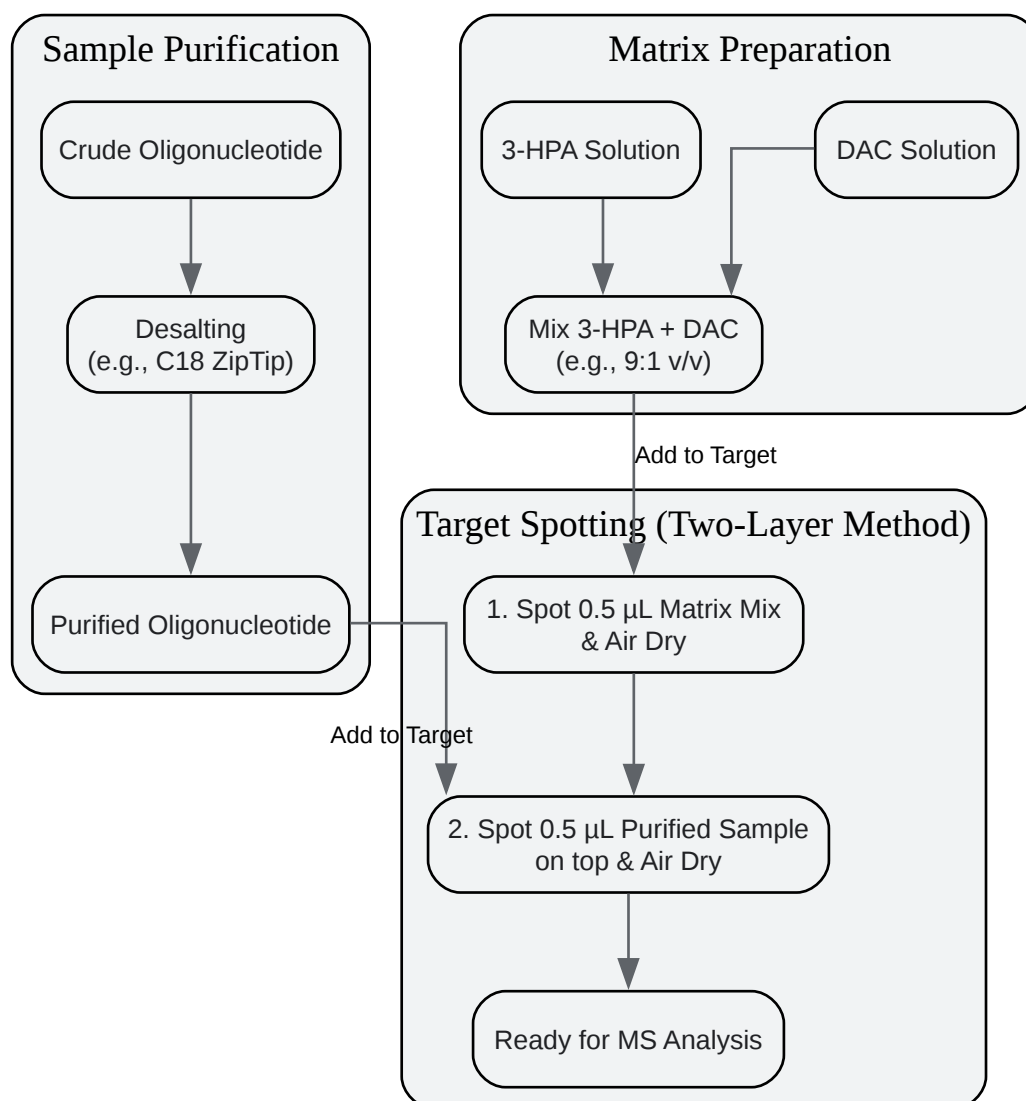 Sample Purification
Crude Oligonucleotide
Desalting
(e.g., C18 ZipTip)
Purified Oligonucleotide
Matrix Preparation
3-HPA Solution
DAC Solution
Mix 3-HPA + DAC
(e.g., 9:1 v/v)
Add to Target
Target Spotting (Two-Layer Method)
1. Spot 0.5 µL Matrix Mix
& Air Dry
Add to Target
2. Spot 0.5 µL Purified Sample
on top & Air Dry
Ready for MS Analysis